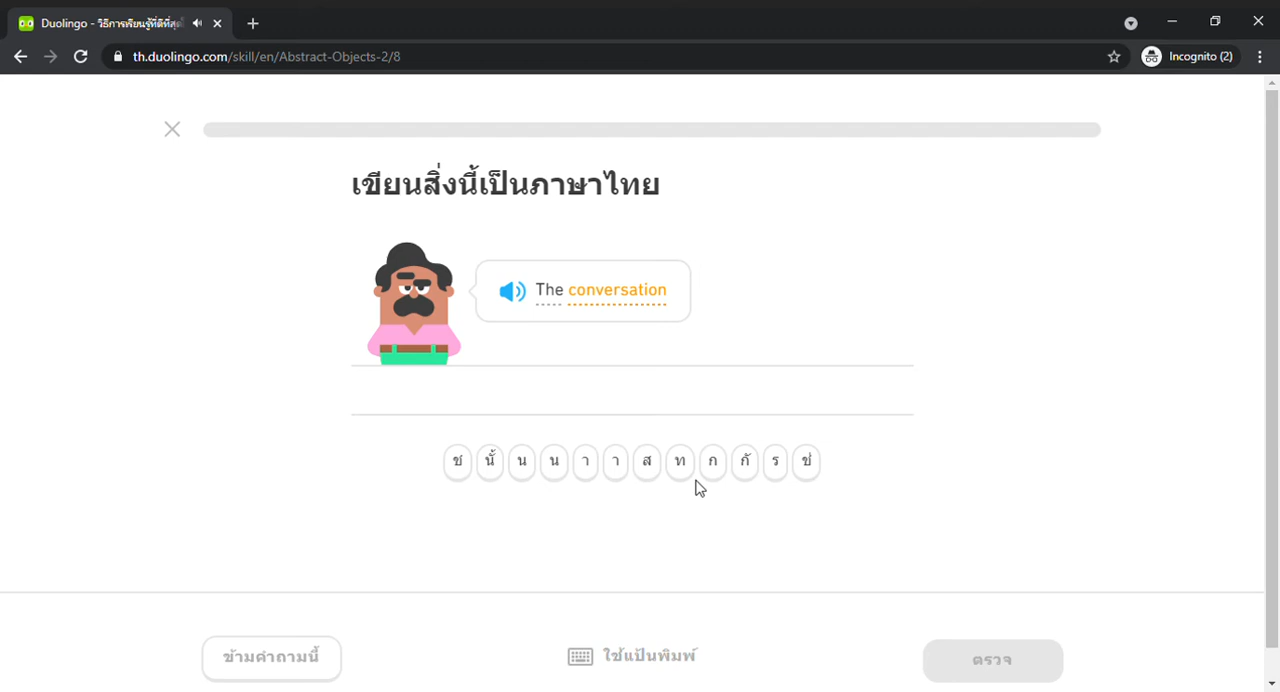 Duolingo - วิธีการเรียนรู้ที่ดีที่สุด
th.duolingo.com/skill/en/Abstract-Objects-2/8
Incognito (2)
เขียนสิ่งนี้เป็นภาษาไทย
The conversation
ช นั้ น น า า ส ท ก กั ร ช่
ข้ามคำถามนี้
ใช้แป้นพิมพ์
ตรวจ